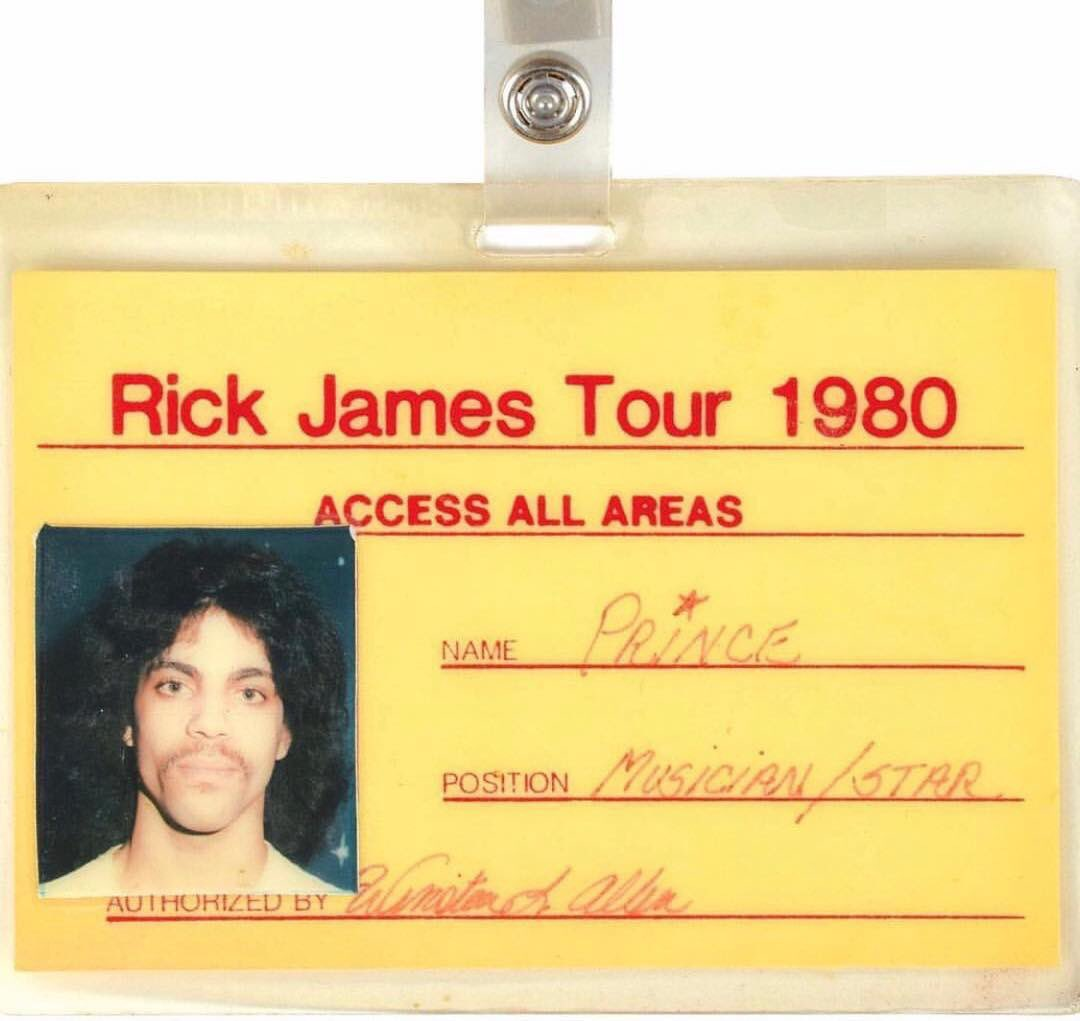 Rick James Tour 1980
ACCESS ALL AREAS
NAME PRiNCE
POSITION MUSiCiAN/STAR
AUTHORIZED BY Winston L Allen